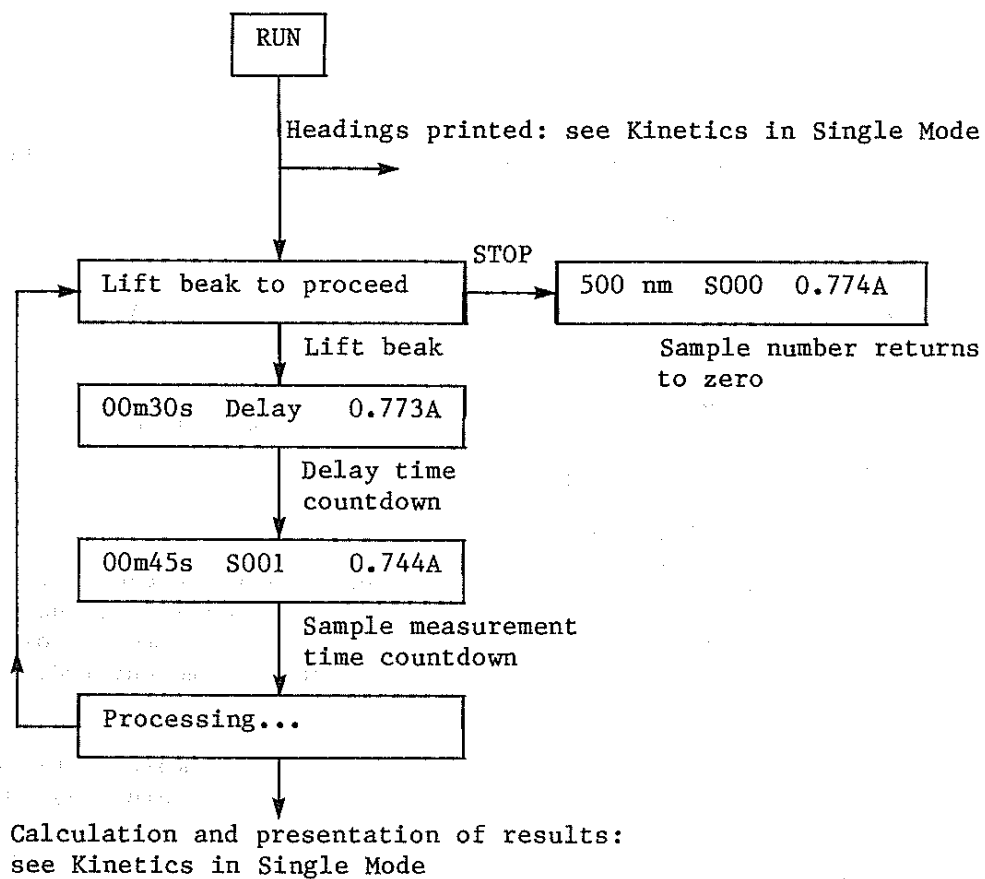 RUN
Headings printed: see Kinetics in Single Mode
STOP
Lift beak to proceed
500 nm S000 0.774A
Lift beak
Sample number returns
to zero
00m30s Delay 0.773A
Delay time
countdown
00m45s S001 0.744A
Sample measurement
time countdown
Processing...
Calculation and presentation of results:
see Kinetics in Single Mode